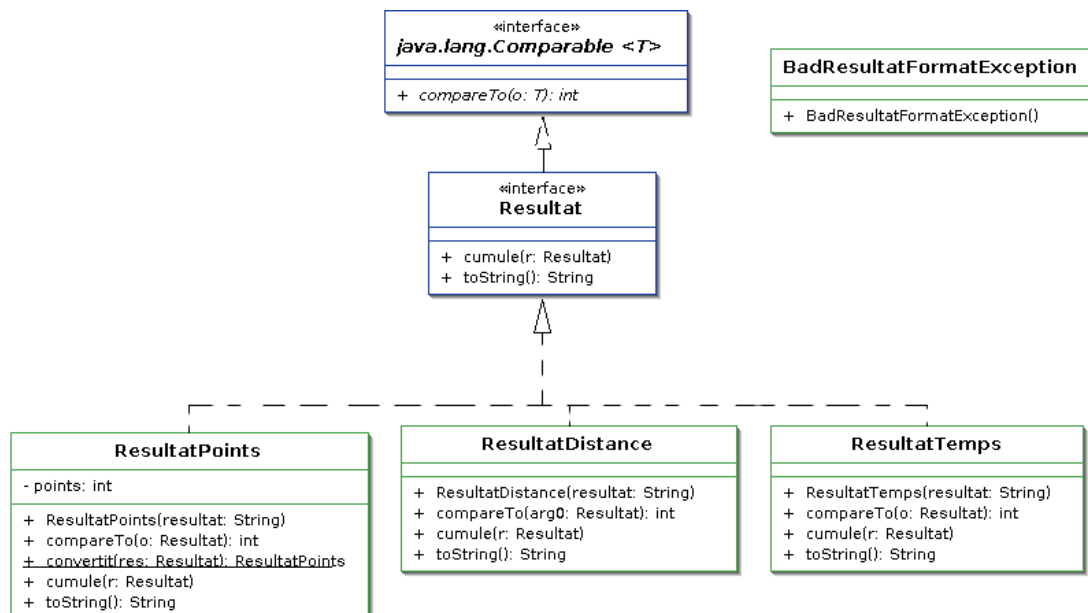 «interface»
java.lang.Comparable <T>
+ compareTo(o: T): int
BadResultatFormatException
+ BadResultatFormatException()
«interface»
Resultat
+ cumule(r: Resultat)
+ toString(): String
ResultatPoints
- points: int
+ ResultatPoints(resultat: String)
+ compareTo(o: Resultat): int
+ convertit(res: Resultat): ResultatPoints
+ cumule(r: Resultat)
+ toString(): String
ResultatDistance
+ ResultatDistance(resultat: String)
+ compareTo(arg0: Resultat): int
+ cumule(r: Resultat)
+ toString(): String
ResultatTemps
+ ResultatTemps(resultat: String)
+ compareTo(o: Resultat): int
+ cumule(r: Resultat)
+ toString(): String